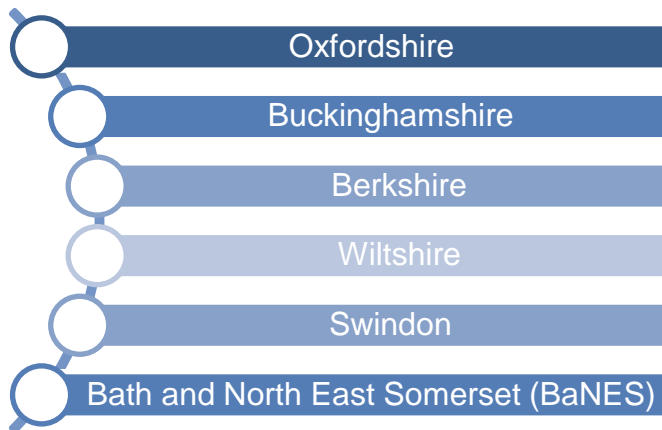 Oxfordshire
Buckinghamshire
Berkshire
Wiltshire
Swindon
Bath and North East Somerset (BaNES)